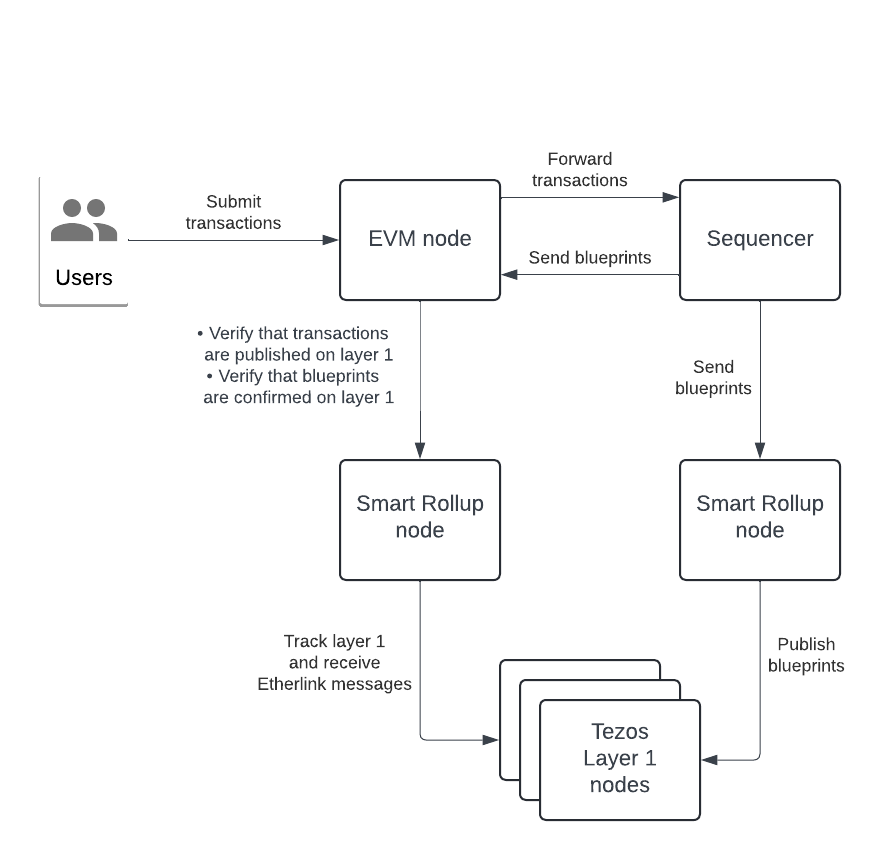 Forward
transactions
Submit
transactions
EVM node
Sequencer
Send blueprints
Users
• Verify that transactions
are published on layer 1
• Verify that blueprints
are confirmed on layer 1
Send
blueprints
Smart Rollup
node
Smart Rollup
node
Track layer 1
and receive
Etherlink messages
Publish
blueprints
Tezos
Layer 1
nodes